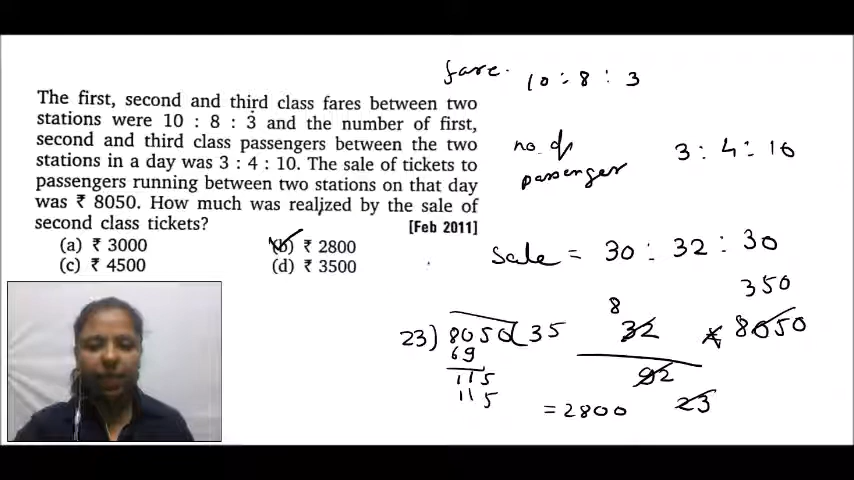 fare. 10 : 8 : 3
The first, second and third class fares between two
stations were 10 : 8 : 3 and the number of first,
second and third class passengers between the two
stations in a day was 3 : 4 : 10. The sale of tickets to
passengers running between two stations on that day
was ₹ 8050. How much was realized by the sale of
second class tickets? [Feb 2011]
(a) ₹ 3000 (b) ₹ 2800
(c) ₹ 4500 (d) ₹ 3500
no. of
passenger 3 : 4 : 10
sale = 30 : 32 : 30
350
8
32 × 8050
92
23
= 2800
23) 8050 ( 35
69
115
115